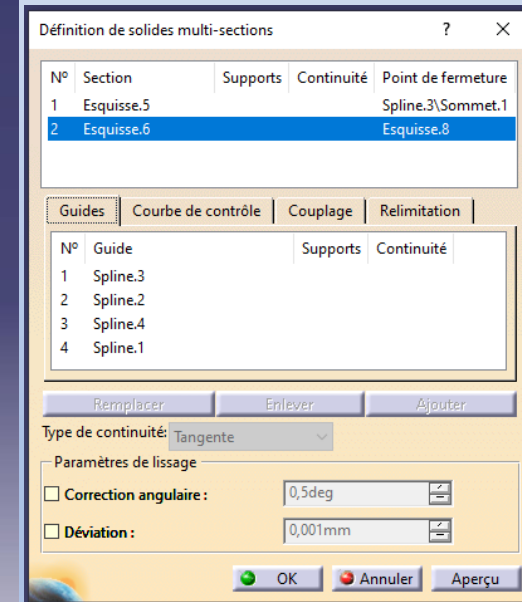 Définition de solides multi-sections ? ×
Nº Section Supports Continuité Point de fermeture
1 Esquisse.5 Spline.3\Sommet.1
2 Esquisse.6 Esquisse.8
Guides Courbe de contrôle Couplage Relimitation
Nº Guide Supports Continuité
1 Spline.3
2 Spline.2
3 Spline.4
4 Spline.1
Remplacer Enlever Ajouter
Type de continuité: Tangente
Paramètres de lissage
Correction angulaire : 0,5deg
Déviation : 0,001mm
OK Annuler Aperçu